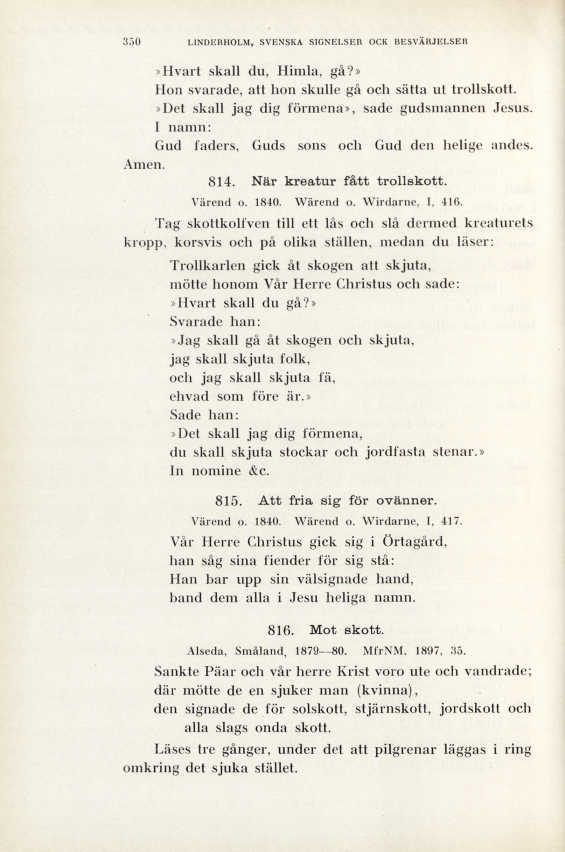 350 LINDERHOLM, SVENSKA SIGNELSER OCK BESVÄRJELSER
»Hvart skall du, Himla, gå?»
Hon svarade, att hon skulle gå och sätta ut trollskott.
»Det skall jag dig förmena», sade gudsmannen Jesus.
I namn:
Gud faders, Guds sons och Gud den helige andes.
Amen.
814. När kreatur fått trollskott.
Värend o. 1840. Wärend o. Wirdarne, I, 416.
Tag skottkolfven till ett lås och slå dermed kreaturets
kropp, korsvis och på olika ställen, medan du läser:
Trollkarlen gick åt skogen att skjuta,
mötte honom Vår Herre Christus och sade:
»Hvart skall du gå?»
Svarade han:
»Jag skall gå åt skogen och skjuta,
jag skall skjuta folk,
och jag skall skjuta fä,
ehvad som före är.»
Sade han:
»Det skall jag dig förmena,
du skall skjuta stockar och jordfasta stenar.»
In nomine &c.
815. Att fria sig för ovänner.
Värend o. 1840. Wärend o. Wirdarne, I, 417.
Vår Herre Christus gick sig i Örtagård,
han såg sina fiender för sig stå:
Han bar upp sin välsignade hand,
band dem alla i Jesu heliga namn.
816. Mot skott.
Alseda, Småland, 1879—80. MfrNM. 1897, 35.
Sankte Päar och vår herre Krist voro ute och vandrade;
där mötte de en sjuker man (kvinna),
den signade de för solskott, stjärnskott, jordskott och
alla slags onda skott.
Läses tre gånger, under det att pilgrenar läggas i ring
omkring det sjuka stället.